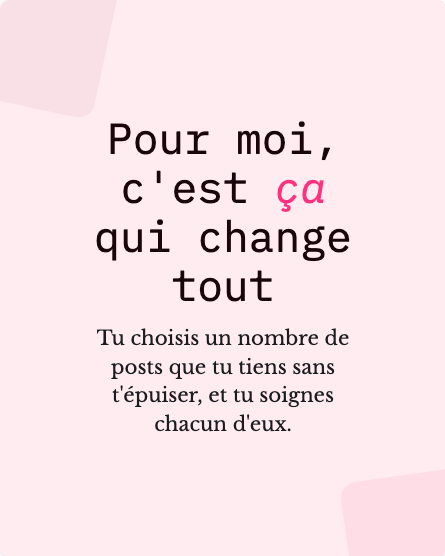 Pour moi,
c'est ça
qui change
tout
Tu choisis un nombre de
posts que tu tiens sans
t'épuiser, et tu soignes
chacun d'eux.